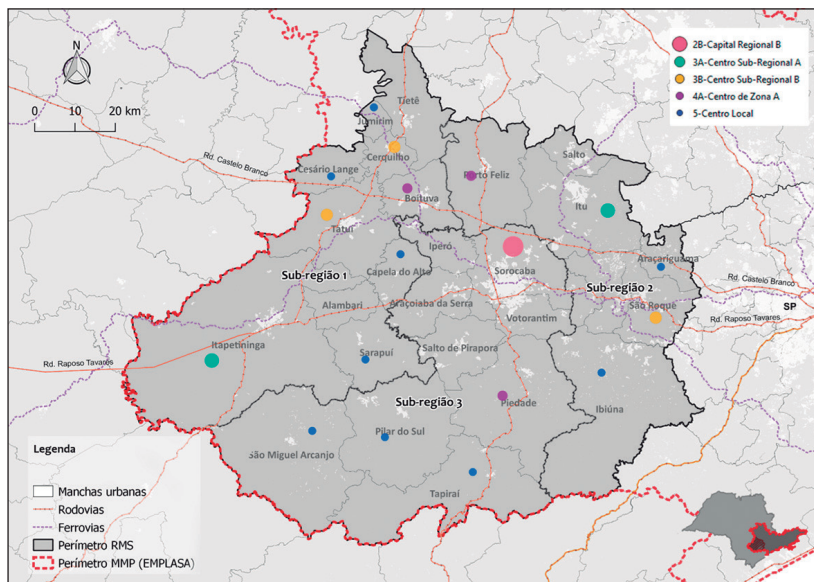 N
0 10 20 km
2B-Capital Regional B
3A-Centro Sub-Regional A
3B-Centro Sub-Regional B
4A-Centro de Zona A
5-Centro Local
Tietê
Jumirim
Cerquilho
Rd. Castelo Branco
Cesário Lange
Boituva
Porto Feliz
Salto
Itu
Tatuí
Iperó
Sorocaba
Araçariguama
Rd. Castelo Branco
Sub-região 1
Capela do Alto
Sub-região 2
São Roque
SP
Rd. Raposo Tavares
Alambari
Araçoiaba da Serra
Votorantim
Itapetininga
Rd. Raposo Tavares
Sarapuí
Salto de Pirapora
Sub-região 3
Piedade
Ibiúna
São Miguel Arcanjo
Pilar do Sul
Tapiraí
Legenda
Manchas urbanas
Rodovias
Ferrovias
Perímetro RMS
Perímetro MMP (EMPLASA)